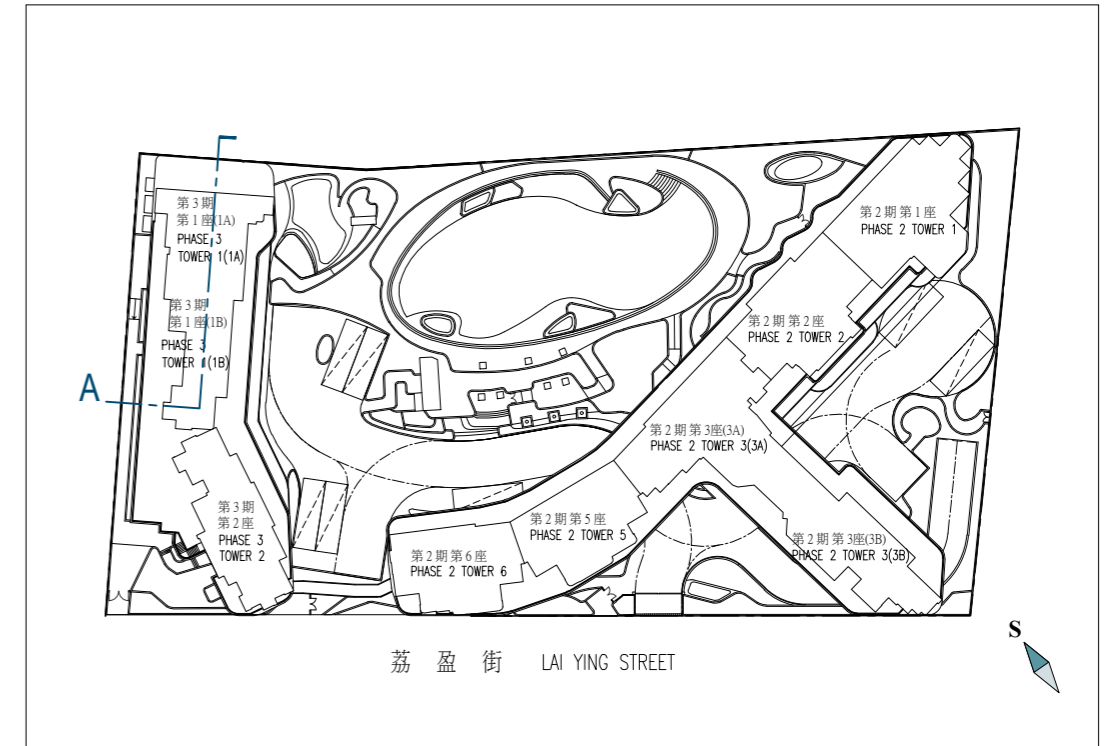 第3期
第1座(1A)
PHASE 3
TOWER 1(1A)
第3期
第1座(1B)
PHASE 3
TOWER 1(1B)
A
第3期
第2座
PHASE 3
TOWER 2
第2期第1座
PHASE 2 TOWER 1
第2期第2座
PHASE 2 TOWER 2
第2期第3座(3A)
PHASE 2 TOWER 3(3A)
第2期第5座
PHASE 2 TOWER 5
第2期第6座
PHASE 2 TOWER 6
第2期第3座(3B)
PHASE 2 TOWER 3(3B)
荔盈街 LAI YING STREET
S